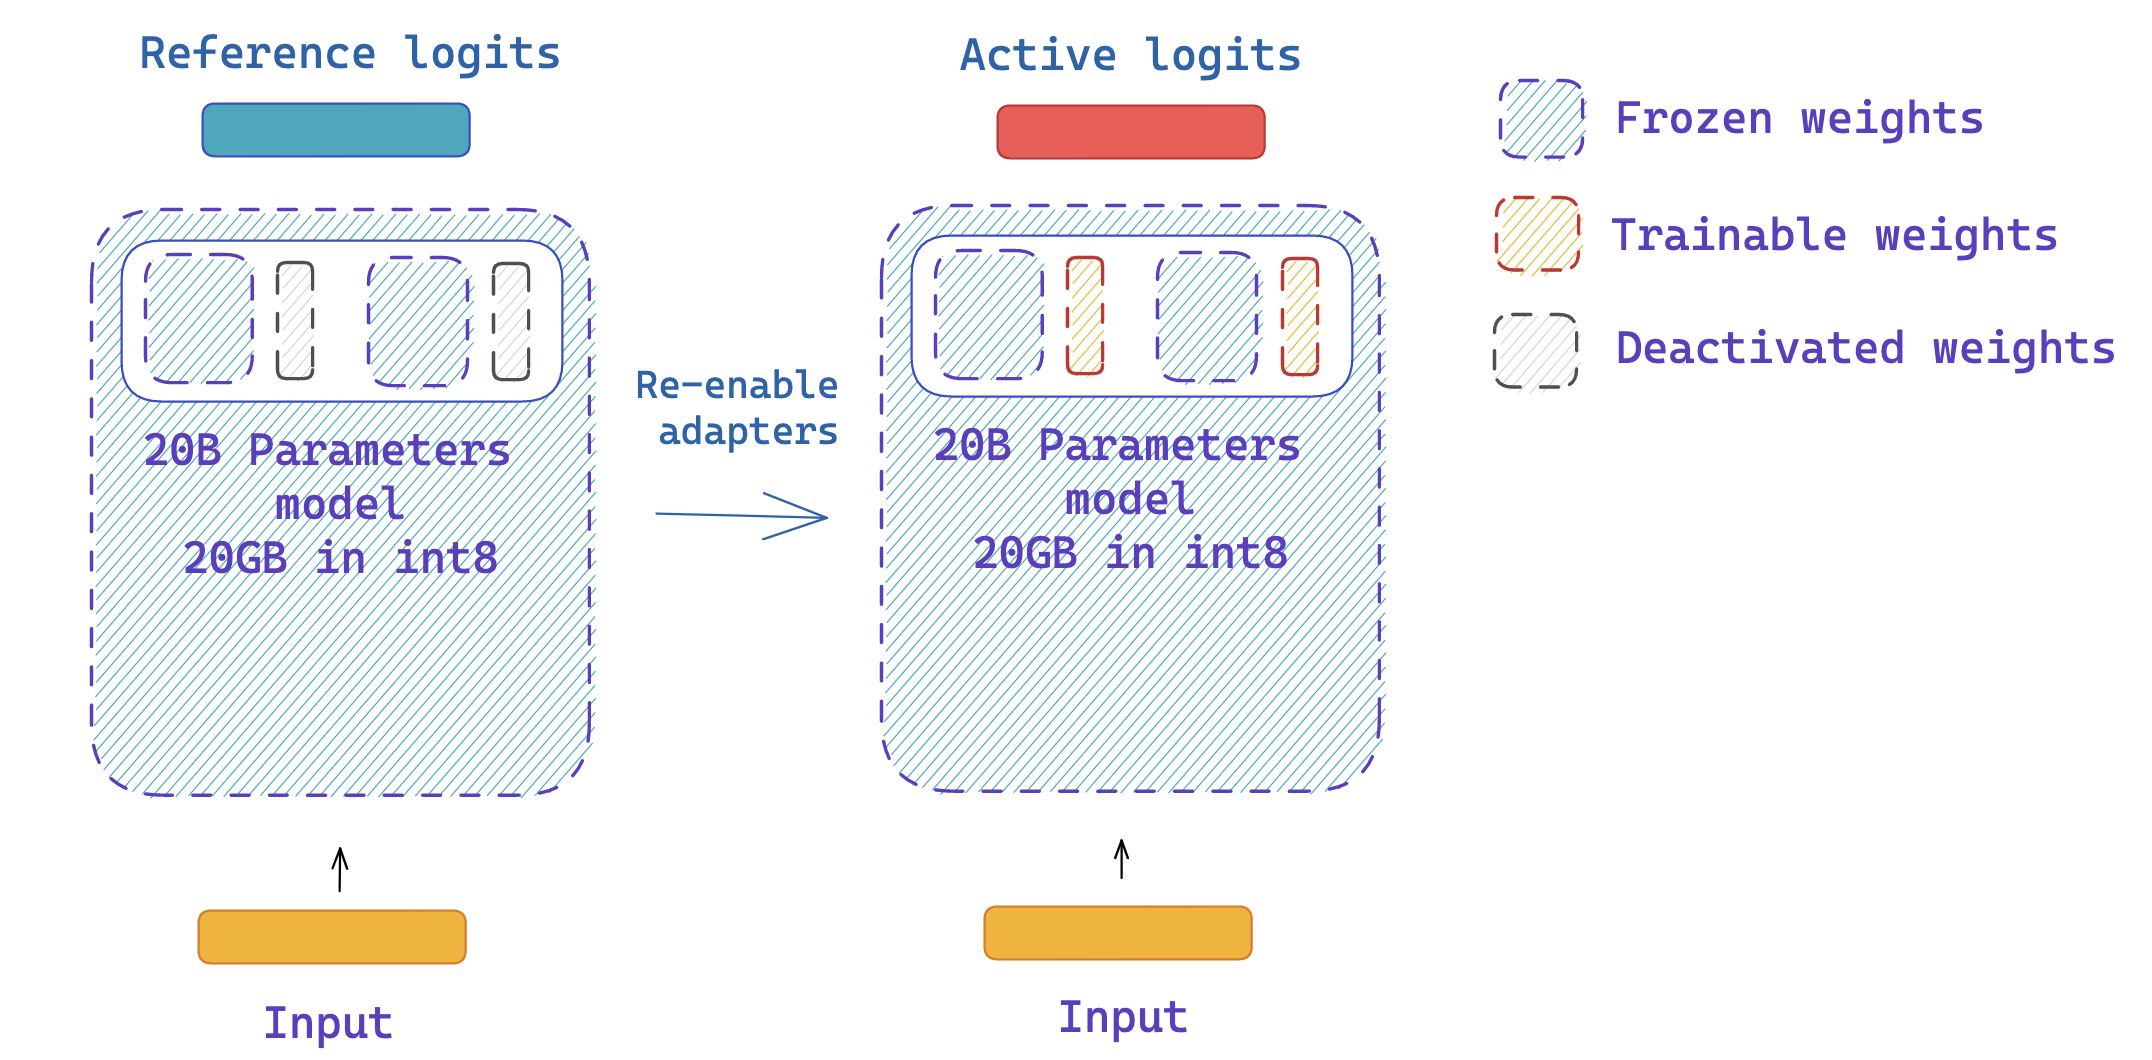 Reference logits
Active logits
Frozen weights
Trainable weights
Deactivated weights
20B Parameters
model
20GB in int8
Re-enable
adapters
20B Parameters
model
20GB in int8
Input
Input